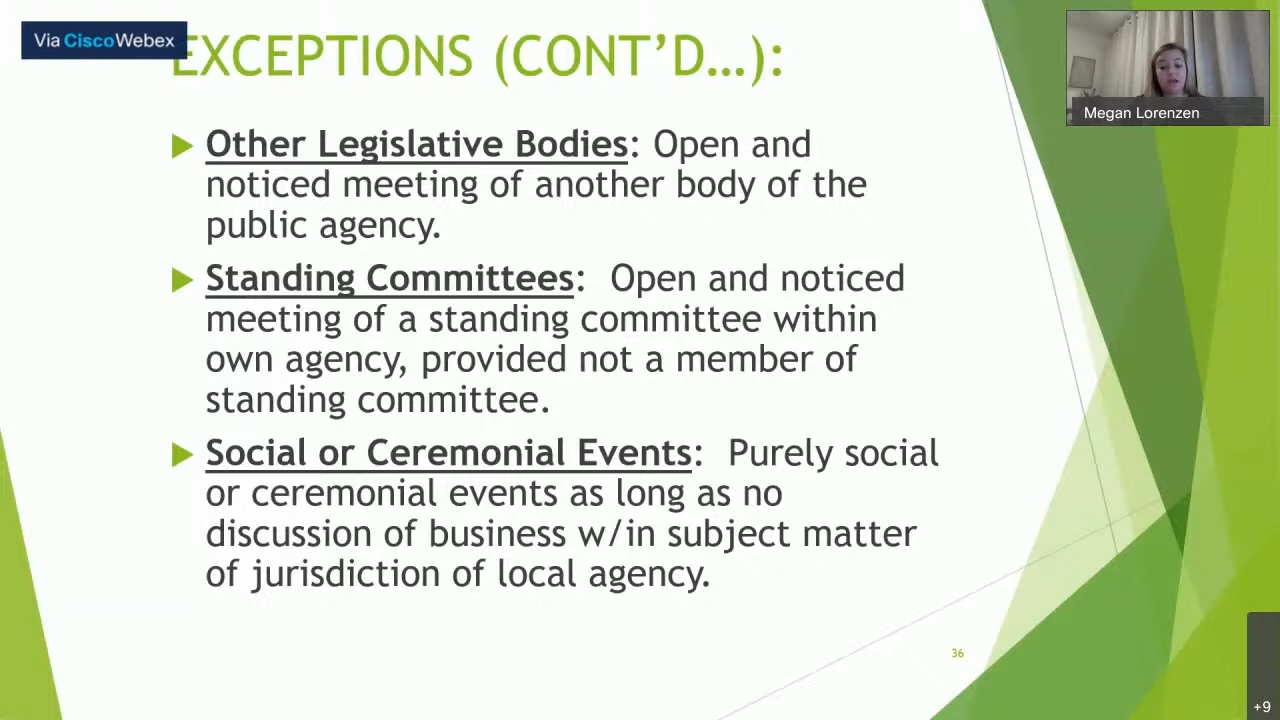 Via CiscoWebex
EXCEPTIONS (CONT’D…):
Megan Lorenzen
Other Legislative Bodies: Open and
noticed meeting of another body of the
public agency.
Standing Committees:  Open and noticed
meeting of a standing committee within
own agency, provided not a member of
standing committee.
Social or Ceremonial Events:  Purely social
or ceremonial events as long as no
discussion of business w/in subject matter
of jurisdiction of local agency.
36
+9